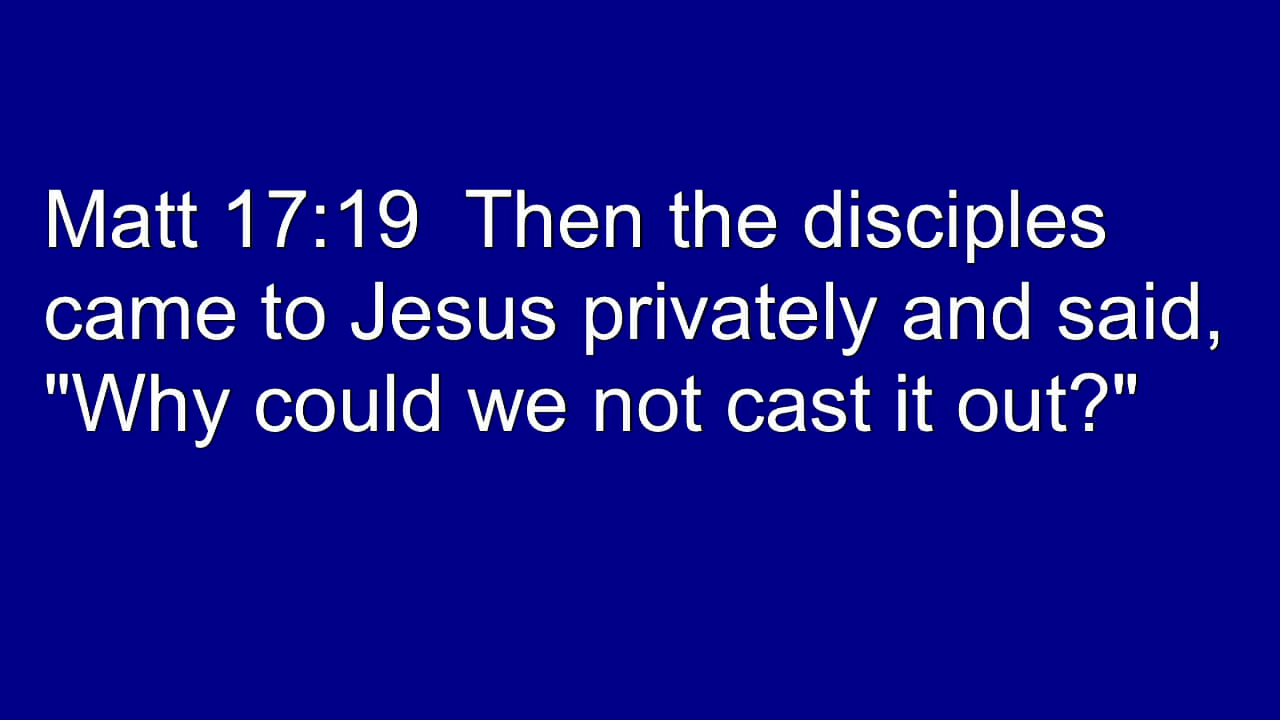 Matt 17:19  Then the disciples
came to Jesus privately and said,
"Why could we not cast it out?"